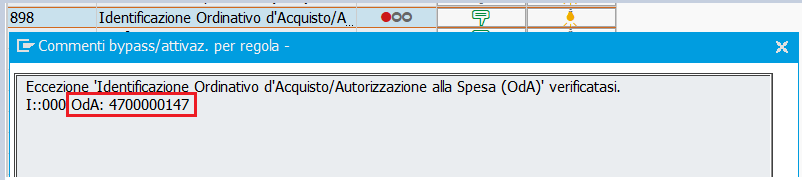 898 Identificazione Ordinativo d'Acquisto/A...
Commenti bypass/attivaz. per regola -
Eccezione 'Identificazione Ordinativo d'Acquisto/Autorizzazione alla Spesa (OdA)' verificatasi.
I::000 OdA: 4700000147